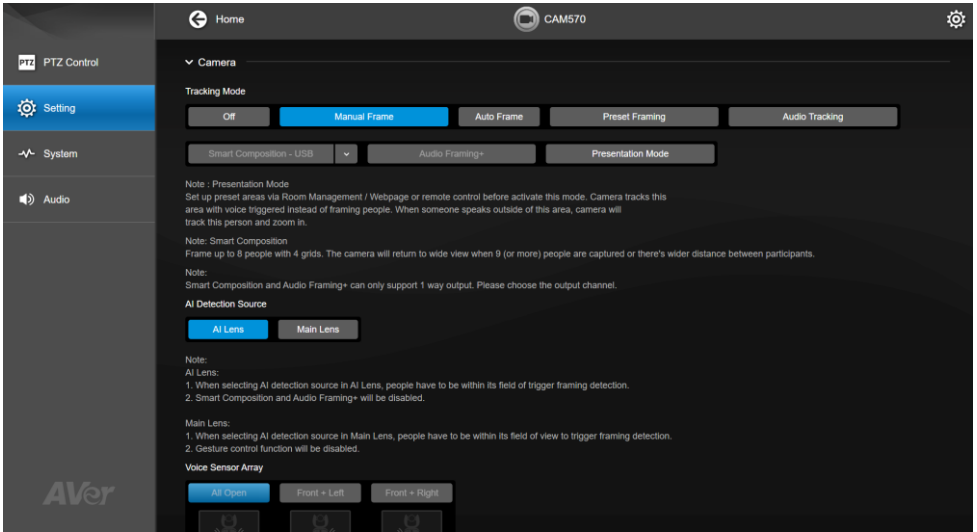 Home
CAM570
PTZ PTZ Control
Setting
System
Audio
AVer
Camera
Tracking Mode
Off Manual Frame Auto Frame Preset Framing Audio Tracking
Smart Composition - USB Audio Framing+ Presentation Mode
Note : Presentation Mode
Set up preset areas via Room Management / Webpage or remote control before activate this mode. Camera tracks this
area with voice triggered instead of framing people. When someone speaks outside of this area, camera will
track this person and zoom in.
Note: Smart Composition
Frame up to 8 people with 4 grids. The camera will return to wide view when 9 (or more) people are captured or there's wider distance between participants.
Note:
Smart Composition and Audio Framing+ can only support 1 way output. Please choose the output channel.
AI Detection Source
AI Lens Main Lens
Note:
AI Lens:
1. When selecting AI detection source in AI Lens, people have to be within its field of trigger framing detection.
2. Smart Composition and Audio Framing+ will be disabled.
Main Lens:
1. When selecting AI detection source in Main Lens, people have to be within its field of view to trigger framing detection.
2. Gesture control function will be disabled.
Voice Sensor Array
All Open Front + Left Front + Right